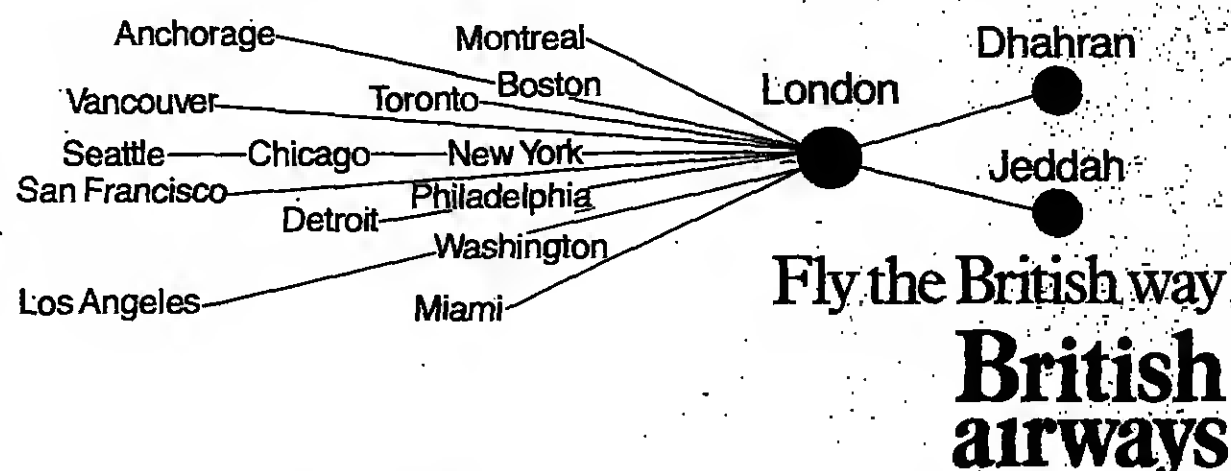 Anchorage
Montreal
Dhahran
Boston
London
Vancouver
Toronto
Seattle
Chicago
New York
Jeddah
San Francisco
Philadelphia
Detroit
Washington
Fly the British way
Los Angeles
Miami
British
airways